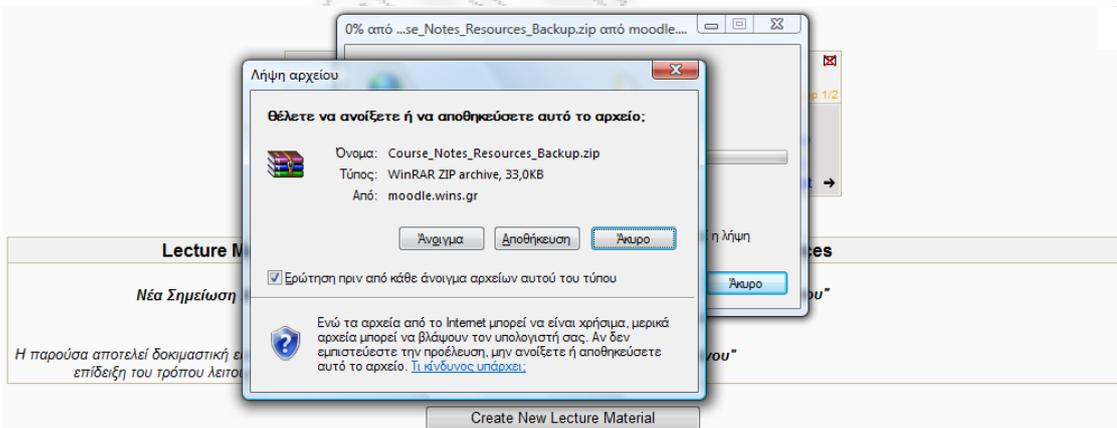 0% από ...se_Notes_Resources_Backup.zip από moodle....
Λήψη αρχείου
Θέλετε να ανοίξετε ή να αποθηκεύσετε αυτό το αρχείο;
Όνομα: Course_Notes_Resources_Backup.zip
Τύπος: WinRAR ZIP archive, 33,0KB
Από: moodle.wins.gr
Άνοιγμα Αποθήκευση Άκυρο
Ερώτηση πριν από κάθε άνοιγμα αρχείων αυτού του τύπου
Ενώ τα αρχεία από το Internet μπορεί να είναι χρήσιμα, μερικά
αρχεία μπορεί να βλάψουν τον υπολογιστή σας. Αν δεν
εμπιστεύεστε την προέλευση, μην ανοίξετε ή αποθηκεύσετε
αυτό το αρχείο. Τι κίνδυνος υπάρχει;
η λήψη
Άκυρο
1/2
Lecture M
ces
Νέα Σημείωση
ου"
Η παρούσα αποτελεί δοκιμαστική ε
νου"
επίδειξη του τρόπου λειτο
Create New Lecture Material